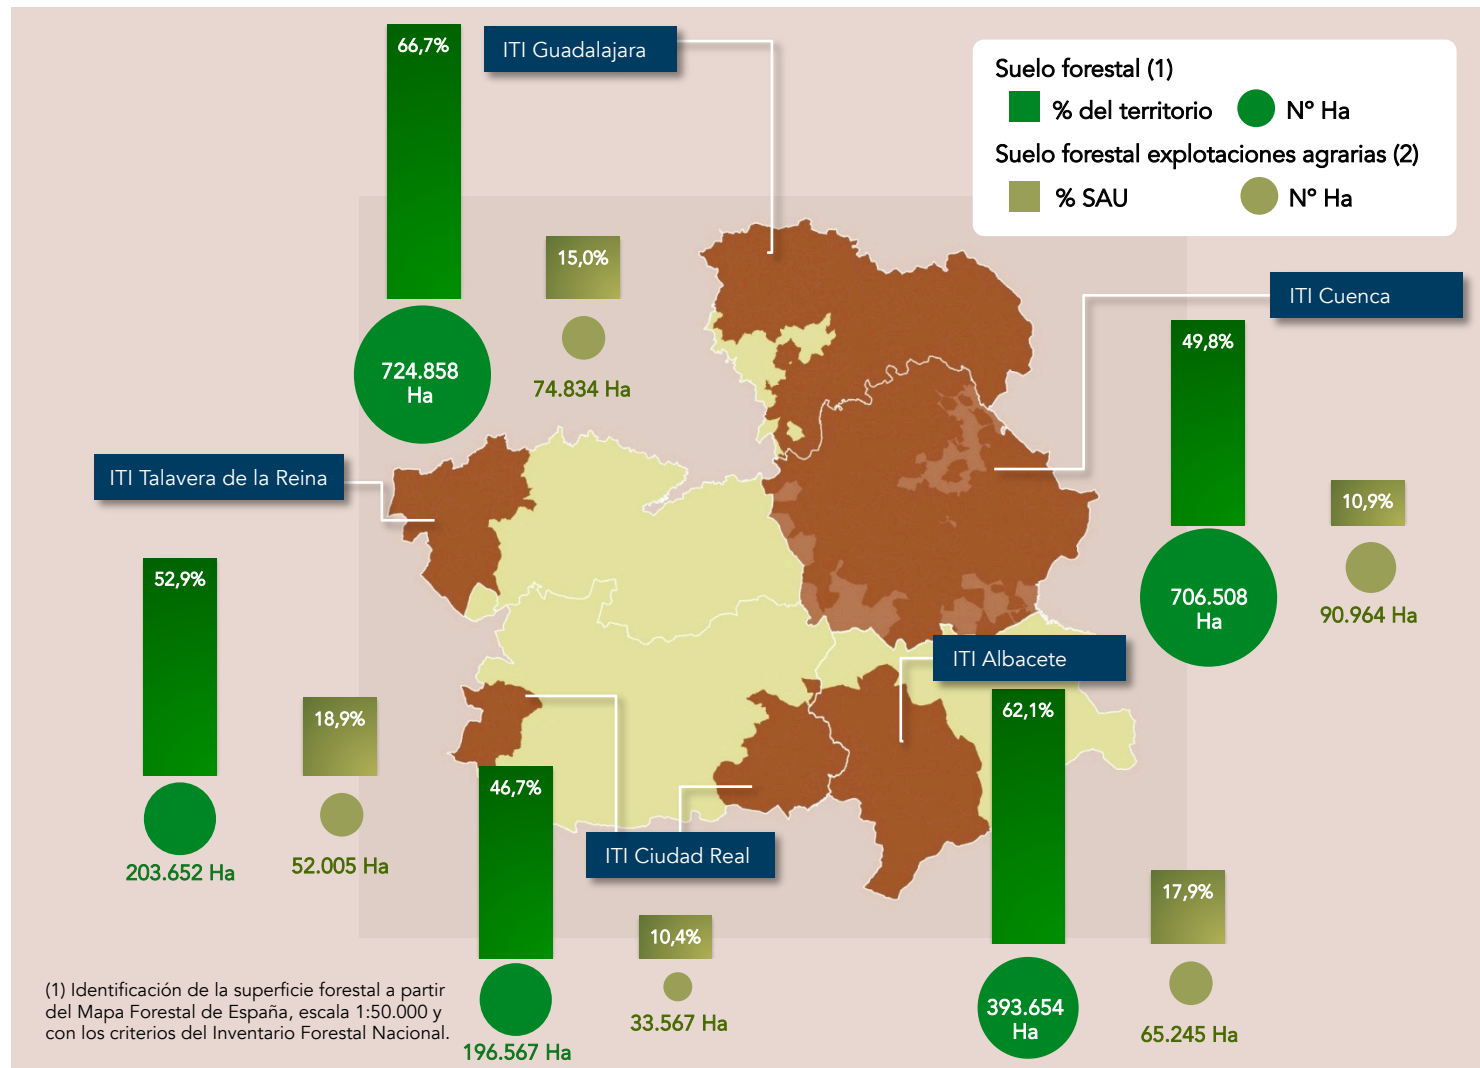 66,7%
ITI Guadalajara
Suelo forestal (1)
% del territorio
Nº Ha
Suelo forestal explotaciones agrarias (2)
% SAU
Nº Ha
15,0%
724.858
Ha
74.834 Ha
ITI Cuenca
49,8%
10,9%
706.508
Ha
90.964 Ha
ITI Talavera de la Reina
52,9%
18,9%
203.652 Ha
52.005 Ha
ITI Albacete
62,1%
17,9%
393.654
Ha
65.245 Ha
46,7%
ITI Ciudad Real
10,4%
196.567 Ha
33.567 Ha
(1) Identificación de la superficie forestal a partir
del Mapa Forestal de España, escala 1:50.000 y
con los criterios del Inventario Forestal Nacional.